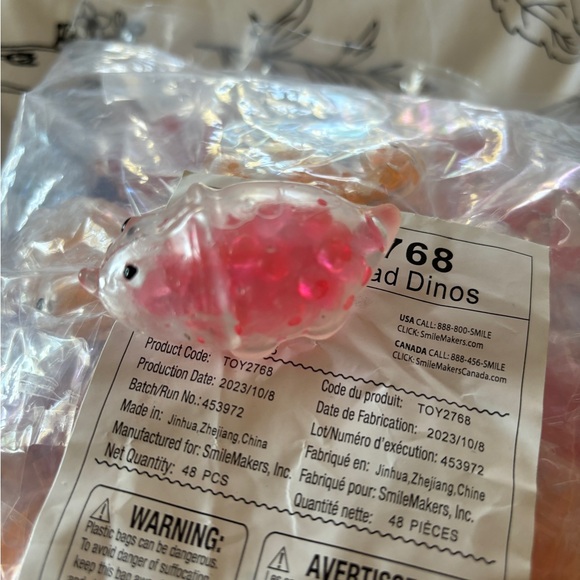 768
ad Dinos
USA CALL: 888-800-SMILE
CLICK: SmileMakers.com
CANADA CALL: 888-456-SMILE
CLICK: SmileMakersCanada.com
Product Code: TOY2768
Production Date: 2023/10/8
Batch/Run No.: 453972
Made in: Jinhua,Zhejiang,China
Manufactured for: SmileMakers, Inc.
Net Quantity: 48 PCS
Code du produit: TOY2768
Date de Fabrication: 2023/10/8
Lot/Numéro d'exécution: 453972
Fabriqué en: Jinhua,Zhejiang,Chine
Fabriqué pour: SmileMakers, Inc.
Quantité nette: 48 PIÈCES
WARNING:
Plastic bags can be dangerous.
To avoid danger of suffocation
keep this bag
AVERTISS